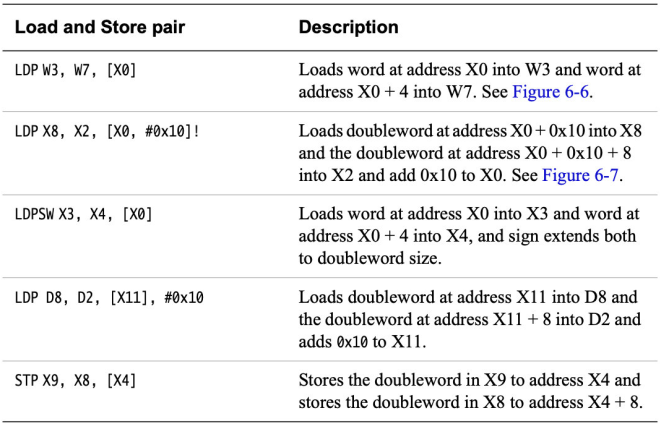 Load and Store pair Description
LDP W3, W7, [X0] Loads word at address X0 into W3 and word at
address X0 + 4 into W7. See Figure 6-6.
LDP X8, X2, [X0, #0x10]! Loads doubleword at address X0 + 0x10 into X8
and the doubleword at address X0 + 0x10 + 8
into X2 and add 0x10 to X0. See Figure 6-7.
LDPSW X3, X4, [X0] Loads word at address X0 into X3 and word at
address X0 + 4 into X4, and sign extends both
to doubleword size.
LDP D8, D2, [X11], #0x10 Loads doubleword at address X11 into D8 and
the doubleword at address X11 + 8 into D2 and
adds 0x10 to X11.
STP X9, X8, [X4] Stores the doubleword in X9 to address X4 and
stores the doubleword in X8 to address X4 + 8.